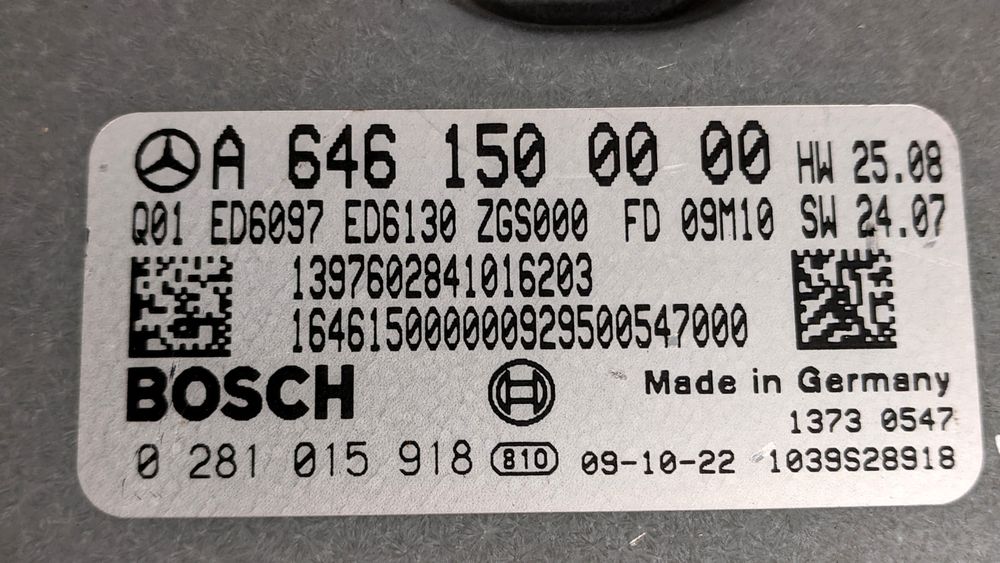 A 646 150 00 00 HW 25.08
Q01 ED6097 ED6130 ZGS000 FD 09M10 SW 24.07
1397602841016203
164615000000929500547000
BOSCH Made in Germany
1373 0547
0 281 015 918 810 09-10-22 1039S28918